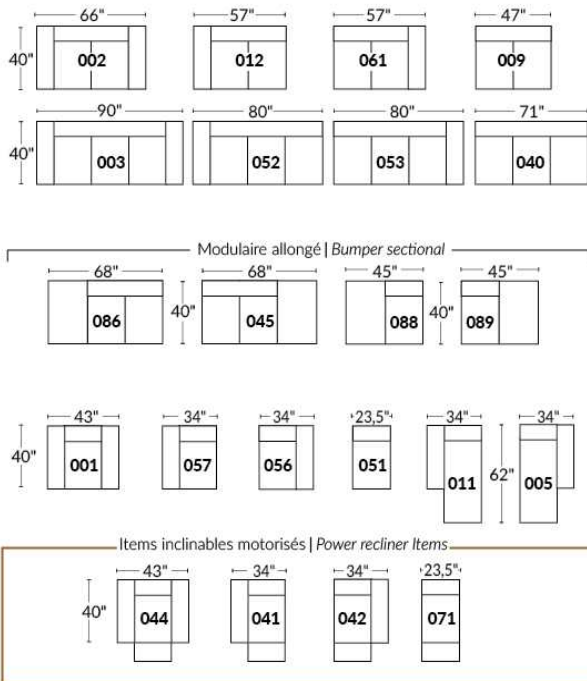 66" 57" 57" 47"
40" 002 012 061 009
90" 80" 80" 71"
40" 003 052 053 040
Modulaire allongé | Bumper sectional
68" 68" 45" 45"
086 40" 045 088 40" 089
43" 34" 34" 23,5" 34" 34"
40" 001 057 056 051 011 62" 005
Items inclinables motorisés | Power recliner Items
43" 34" 34" 23,5"
40" 044 041 042 071